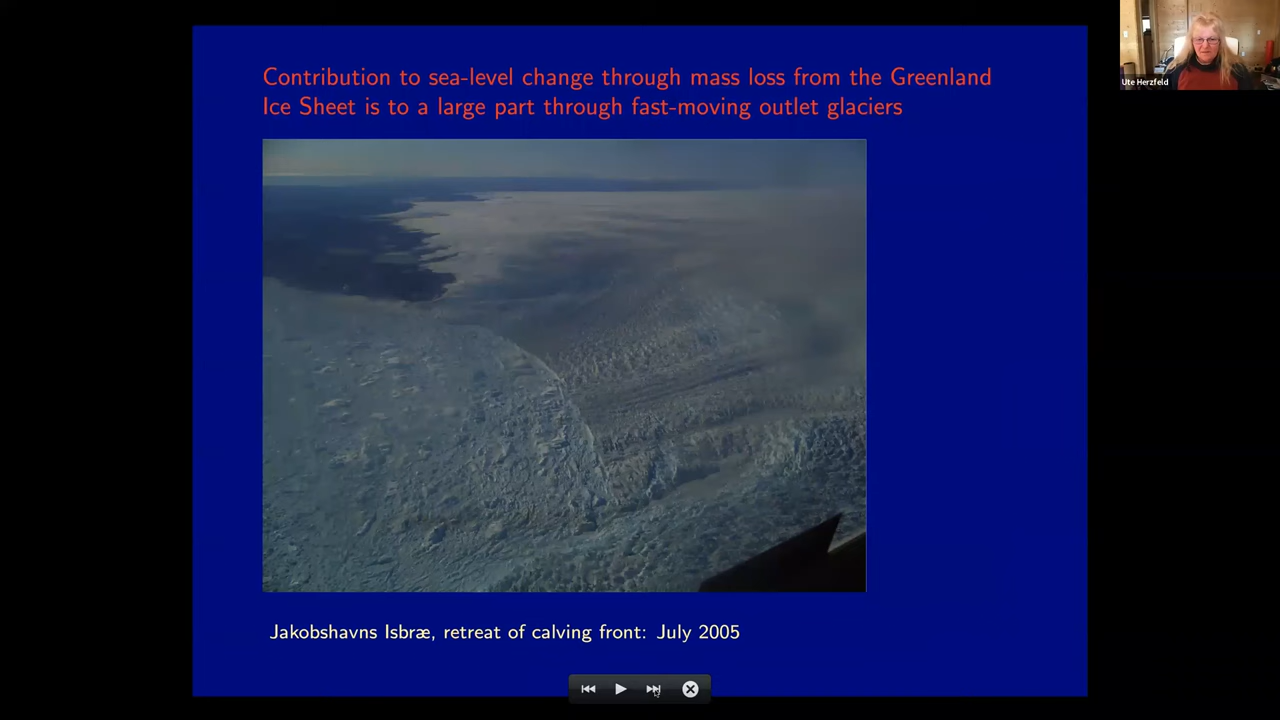 Contribution to sea-level change through mass loss from the Greenland
Ice Sheet is to a large part through fast-moving outlet glaciers
Ute Herzfeld
Jakobshavns Isbræ, retreat of calving front: July 2005